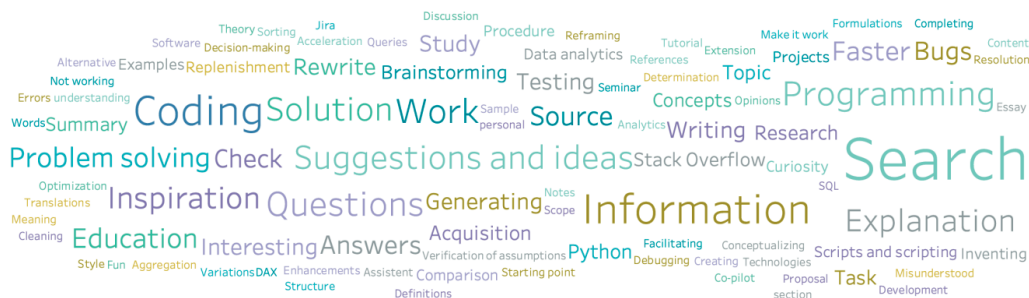 Discussion
Formulations
Completing
Theory
Sorting
Jira
Procedure
Reframing
Make it work
Software
Decision-making
Acceleration
Queries
Study
Data analytics
Tutorial
Extension
Projects
Faster
Bugs
Content
Resolution
Alternative
Examples
Replenishment
Rewrite
Brainstorming
References
Not working
Testing
Seminar
Determination
Topic
Errors
understanding
Coding
Solution
Work
Sample
personal
Source
Concepts
Opinions
Programming
Essay
Words
Summary
Analytics
Writing
Research
Problem solving
Check
Suggestions and ideas
Stack Overflow
Curiosity
Search
Optimization
SQL
Translations
Inspiration
Questions
Generating
Notes
Scope
Information
Explanation
Meaning
Cleaning
Education
Interesting
Answers
Acquisition
Verification of assumptions
Python
Facilitating
Debugging
Conceptualizing
Creating
Technologies
Scripts and scripting
Inventing
Style
Fun
Aggregation
Variations
DAX
Enhancements
Structure
Assistent
Comparison
Starting point
Definitions
Co-pilot
Proposal
section
Task
Misunderstood
Development